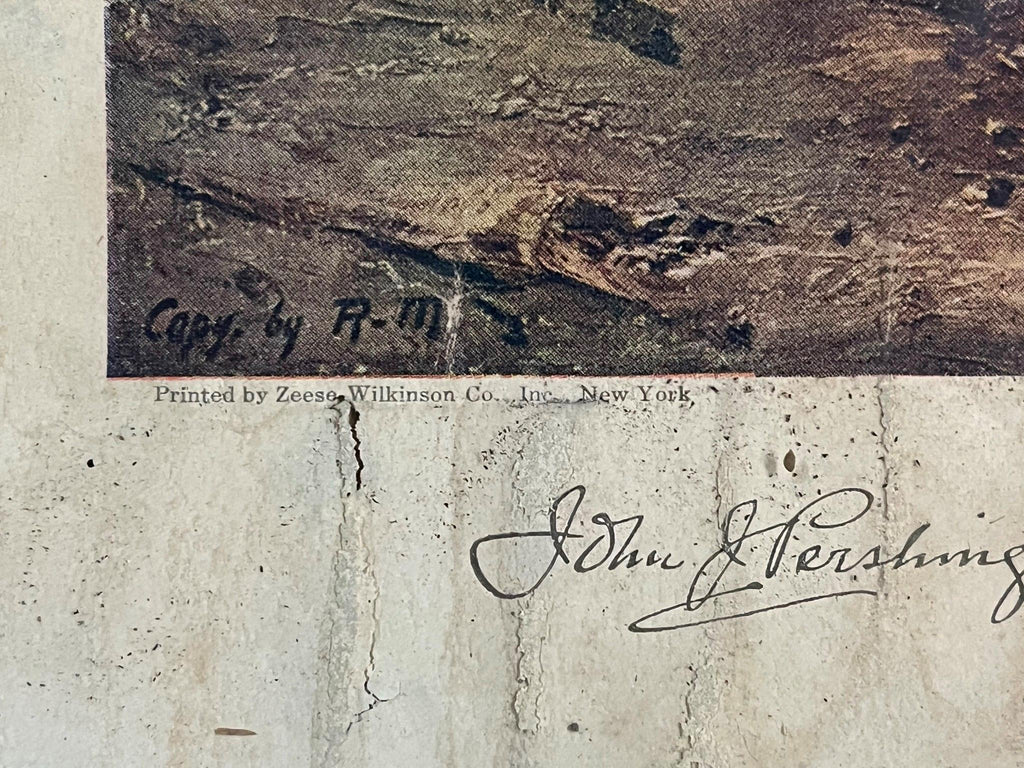 Copy. by R-M
Printed by Zeese-Wilkinson Co., Inc., New York
John J. Pershing